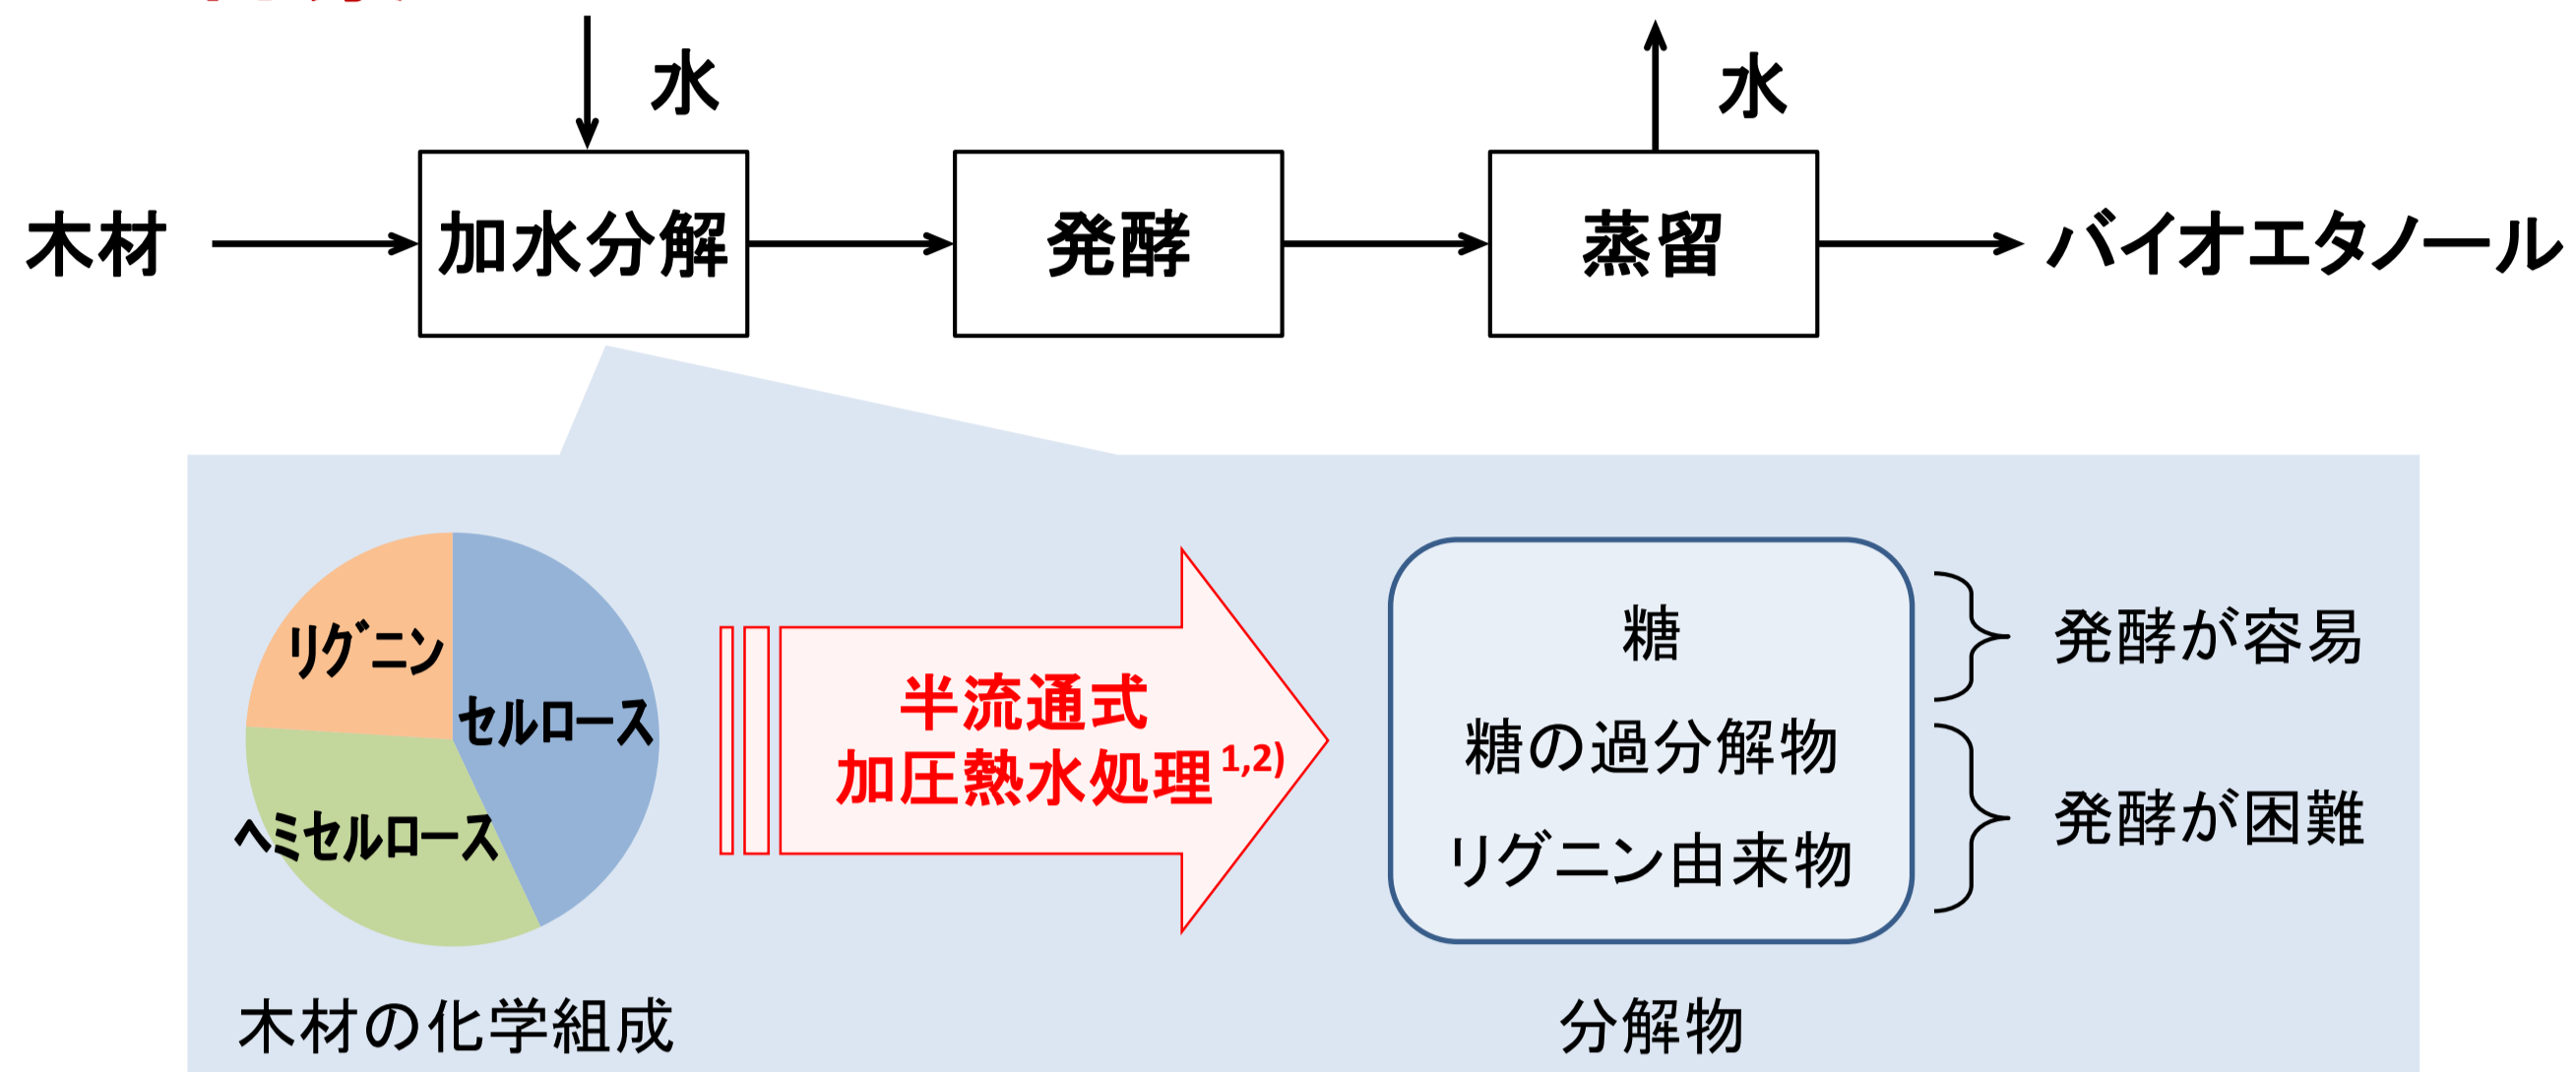 水
水
木材
加水分解
発酵
蒸留
バイオエタノール
リグニン
セルロース
ヘミセルロース
木材の化学組成
半流通式
加圧熱水処理1,2)
糖
糖の過分解物
リグニン由来物
発酵が容易
発酵が困難
分解物